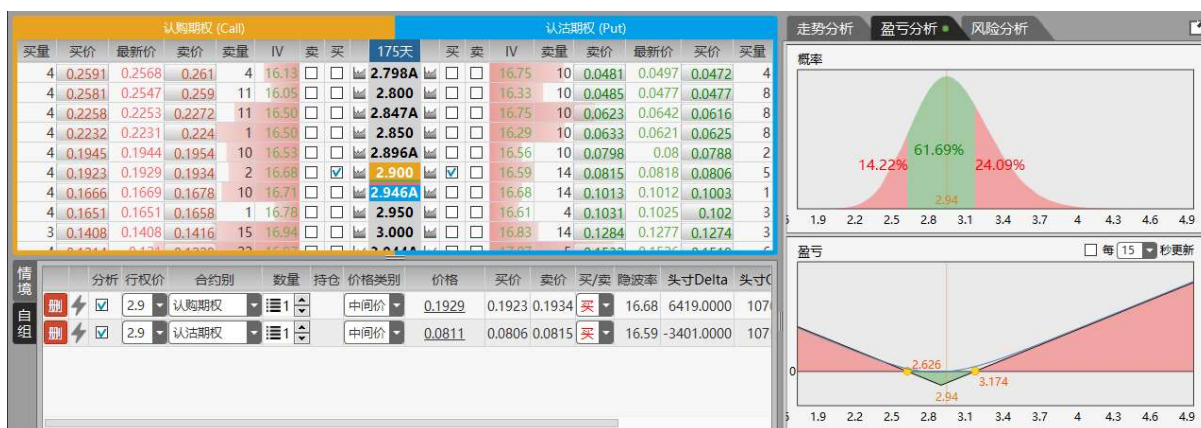 认购期权 (Call) 认沽期权 (Put)
买量 买价 最新价 卖价 卖量 IV 卖 买 175天 买 卖 IV 卖量 卖价 最新价 买价 买量
4 0.2591 0.2568 0.261 4 16.13 2.798A 16.75 10 0.0481 0.0497 0.0472 4
4 0.2581 0.2547 0.259 11 16.05 2.800 16.33 10 0.0485 0.0477 0.0477 8
4 0.2258 0.2253 0.2272 11 16.50 2.847A 16.75 10 0.0623 0.0642 0.0616 8
4 0.2232 0.2231 0.224 1 16.50 2.850 16.29 10 0.0633 0.0621 0.0625 8
4 0.1945 0.1944 0.1954 10 16.53 2.896A 16.56 10 0.0798 0.08 0.0788 2
4 0.1923 0.1929 0.1934 2 16.68 2.900 16.59 14 0.0815 0.0818 0.0806 5
4 0.1666 0.1669 0.1678 10 16.71 2.946A 16.68 14 0.1013 0.1012 0.1003 1
4 0.1651 0.1651 0.1658 1 16.78 2.950 16.61 4 0.1031 0.1025 0.102 3
3 0.1408 0.1408 0.1416 15 16.94 3.000 16.83 14 0.1284 0.1277 0.1274 3
情境
自组
分析 行权价 合约别 数量 持仓 价格类别 价格 买价 卖价 买/卖 隐波率 头寸Delta
删 2.9 认购期权 1 中间价 0.1929 0.1923 0.1934 买 16.68 6419.0000
删 2.9 认沽期权 1 中间价 0.0811 0.0806 0.0815 买 16.59 -3401.0000
走势分析 盈亏分析 风险分析
概率
61.69%
14.22% 24.09%
2.94
1.9 2.2 2.5 2.8 3.1 3.4 3.7 4 4.3 4.6 4.9
盈亏 每 15 秒更新
2.626
0
3.174
2.94
1.9 2.2 2.5 2.8 3.1 3.4 3.7 4 4.3 4.6 4.9